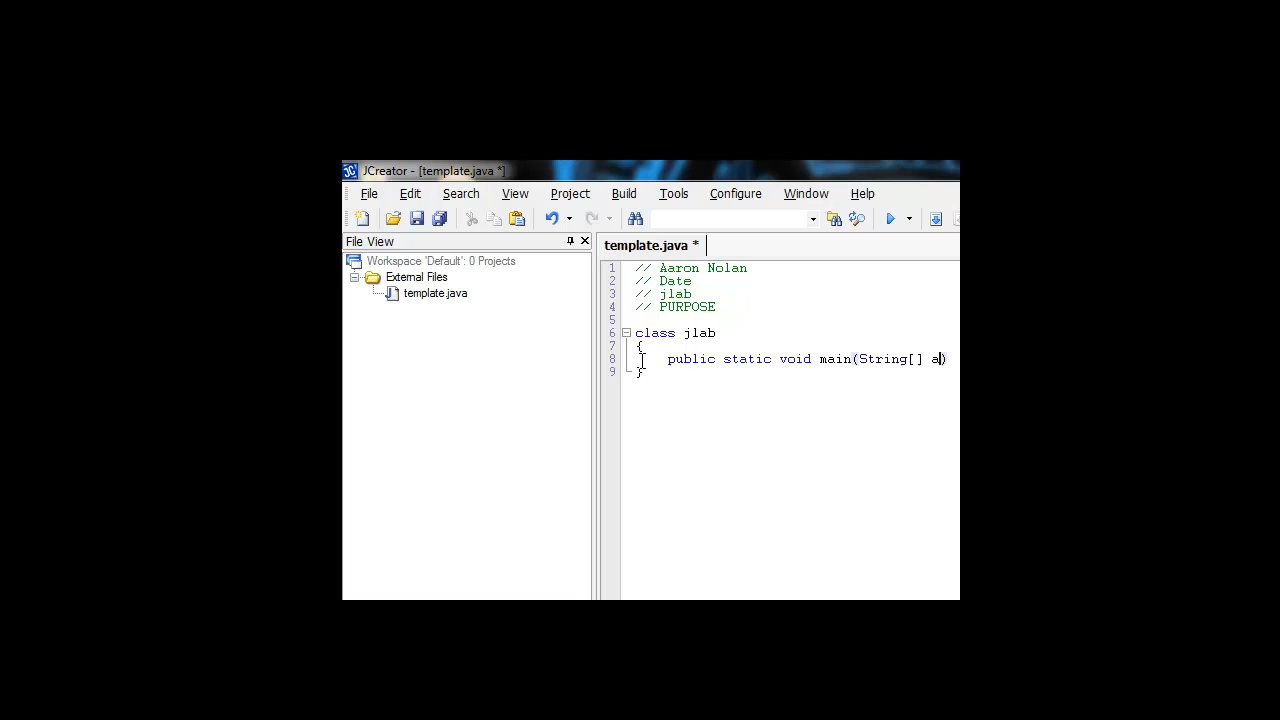 JCreator - [template.java *]
File Edit Search View Project Build Tools Configure Window Help
File View
template.java *
Workspace 'Default': 0 Projects
External Files
template.java
1 // Aaron Nolan
2 // Date
3 // jlab
4 // PURPOSE
5
6 class jlab
7 {
8 public static void main(String[] a)
9 }